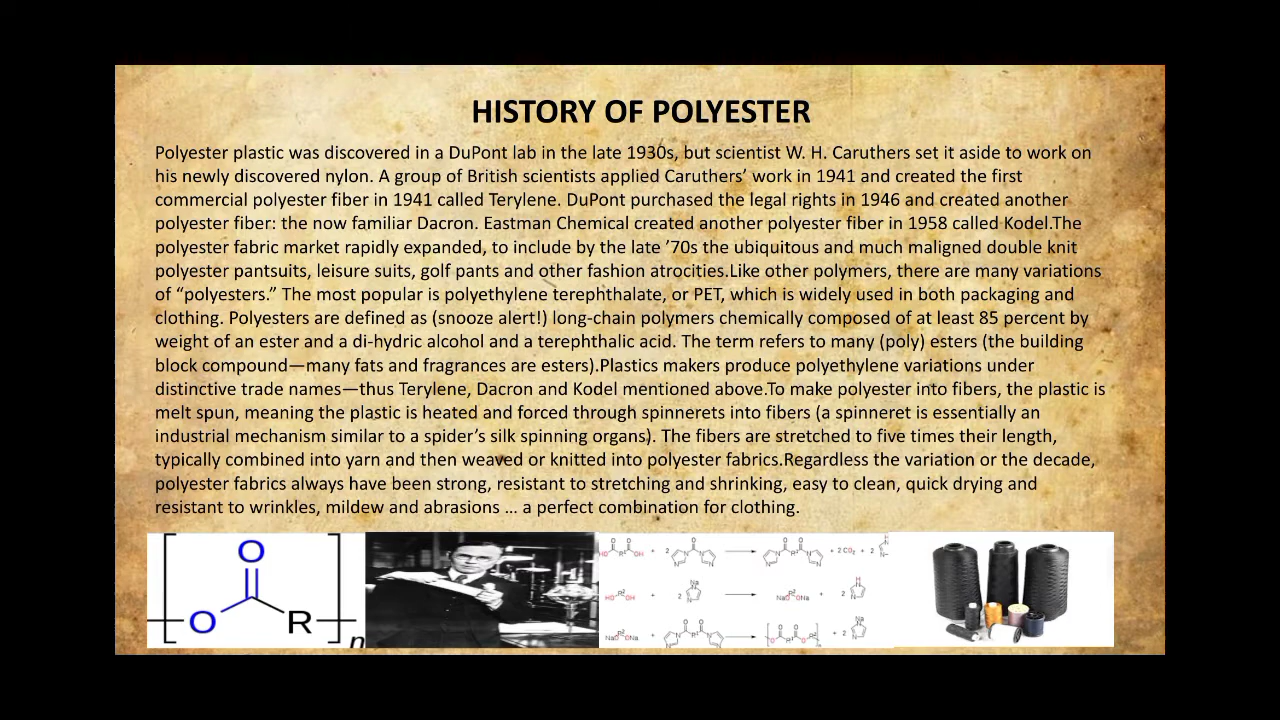 HISTORY OF POLYESTER
Polyester plastic was discovered in a DuPont lab in the late 1930s, but scientist W. H. Caruthers set it aside to work on
his newly discovered nylon. A group of British scientists applied Caruthers’ work in 1941 and created the first
commercial polyester fiber in 1941 called Terylene. DuPont purchased the legal rights in 1946 and created another
polyester fiber: the now familiar Dacron. Eastman Chemical created another polyester fiber in 1958 called Kodel.The
polyester fabric market rapidly expanded, to include by the late ’70s the ubiquitous and much maligned double knit
polyester pantsuits, leisure suits, golf pants and other fashion atrocities.Like other polymers, there are many variations
of “polyesters.” The most popular is polyethylene terephthalate, or PET, which is widely used in both packaging and
clothing. Polyesters are defined as (snooze alert!) long-chain polymers chemically composed of at least 85 percent by
weight of an ester and a di-hydric alcohol and a terephthalic acid. The term refers to many (poly) esters (the building
block compound—many fats and fragrances are esters).Plastics makers produce polyethylene variations under
distinctive trade names—thus Terylene, Dacron and Kodel mentioned above.To make polyester into fibers, the plastic is
melt spun, meaning the plastic is heated and forced through spinnerets into fibers (a spinneret is essentially an
industrial mechanism similar to a spider’s silk spinning organs). The fibers are stretched to five times their length,
typically combined into yarn and then weaved or knitted into polyester fabrics.Regardless the variation or the decade,
polyester fabrics always have been strong, resistant to stretching and shrinking, easy to clean, quick drying and
resistant to wrinkles, mildew and abrasions … a perfect combination for clothing.
O
O R
n
+ 2 + 2 CO₂ + 2
+ 2 + 2
+ + 2